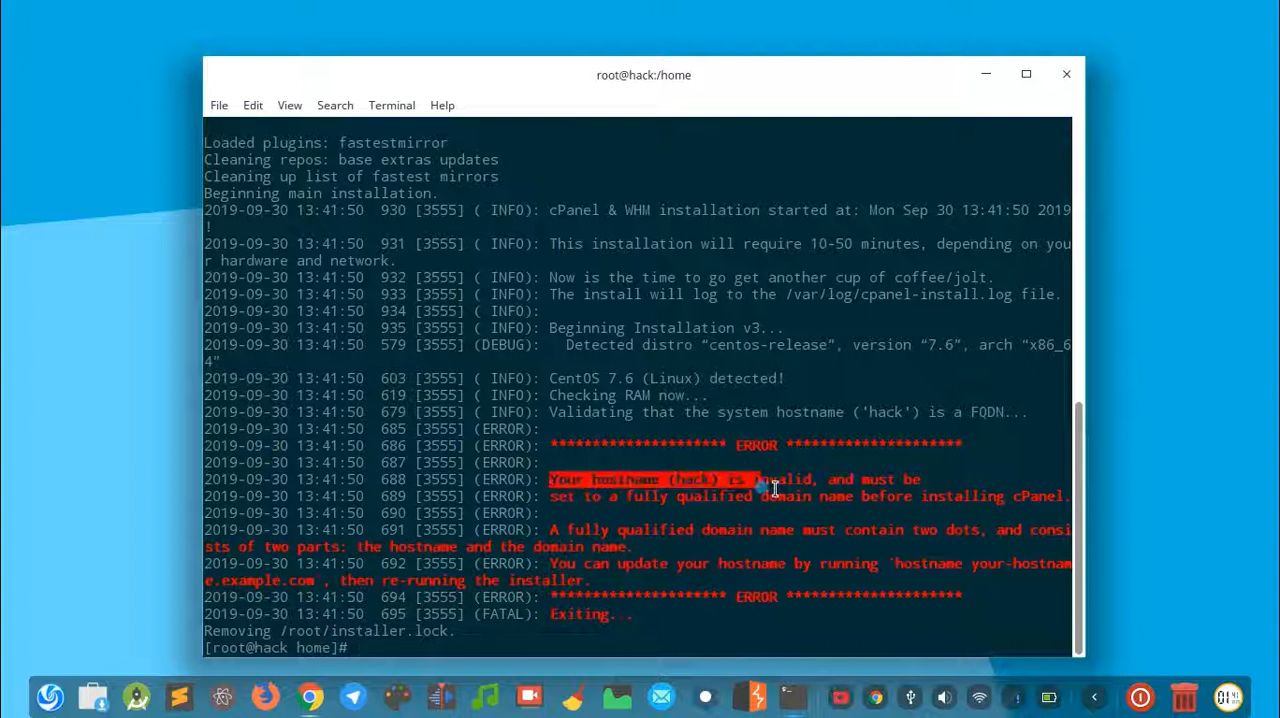 root@hack:/home
File Edit View Search Terminal Help
Loaded plugins: fastestmirror
Cleaning repos: base extras updates
Cleaning up list of fastest mirrors
Beginning main installation.
2019-09-30 13:41:50 930 [3555] ( INFO): cPanel & WHM installation started at: Mon Sep 30 13:41:50 2019
!
2019-09-30 13:41:50 931 [3555] ( INFO): This installation will require 10-50 minutes, depending on you
r hardware and network.
2019-09-30 13:41:50 932 [3555] ( INFO): Now is the time to go get another cup of coffee/jolt.
2019-09-30 13:41:50 933 [3555] ( INFO): The install will log to the /var/log/cpanel-install.log file.
2019-09-30 13:41:50 934 [3555] ( INFO):
2019-09-30 13:41:50 935 [3555] ( INFO): Beginning Installation v3...
2019-09-30 13:41:50 579 [3555] (DEBUG): Detected distro “centos-release”, version “7.6”, arch “x86_6
4”
2019-09-30 13:41:50 603 [3555] ( INFO): CentOS 7.6 (Linux) detected!
2019-09-30 13:41:50 619 [3555] ( INFO): Checking RAM now...
2019-09-30 13:41:50 679 [3555] ( INFO): Validating that the system hostname ('hack') is a FQDN...
2019-09-30 13:41:50 685 [3555] (ERROR):
2019-09-30 13:41:50 686 [3555] (ERROR): ********************* ERROR *********************
2019-09-30 13:41:50 687 [3555] (ERROR):
2019-09-30 13:41:50 688 [3555] (ERROR): Your hostname (hack) is invalid, and must be
2019-09-30 13:41:50 689 [3555] (ERROR): set to a fully qualified domain name before installing cPanel.
2019-09-30 13:41:50 690 [3555] (ERROR):
2019-09-30 13:41:50 691 [3555] (ERROR): A fully qualified domain name must contain two dots, and consi
sts of two parts: the hostname and the domain name.
2019-09-30 13:41:50 692 [3555] (ERROR): You can update your hostname by running `hostname your-hostnam
e.example.com`, then re-running the installer.
2019-09-30 13:41:50 694 [3555] (ERROR): ********************* ERROR *********************
2019-09-30 13:41:50 695 [3555] (FATAL): Exiting...
Removing /root/installer.lock.
[root@hack home]#